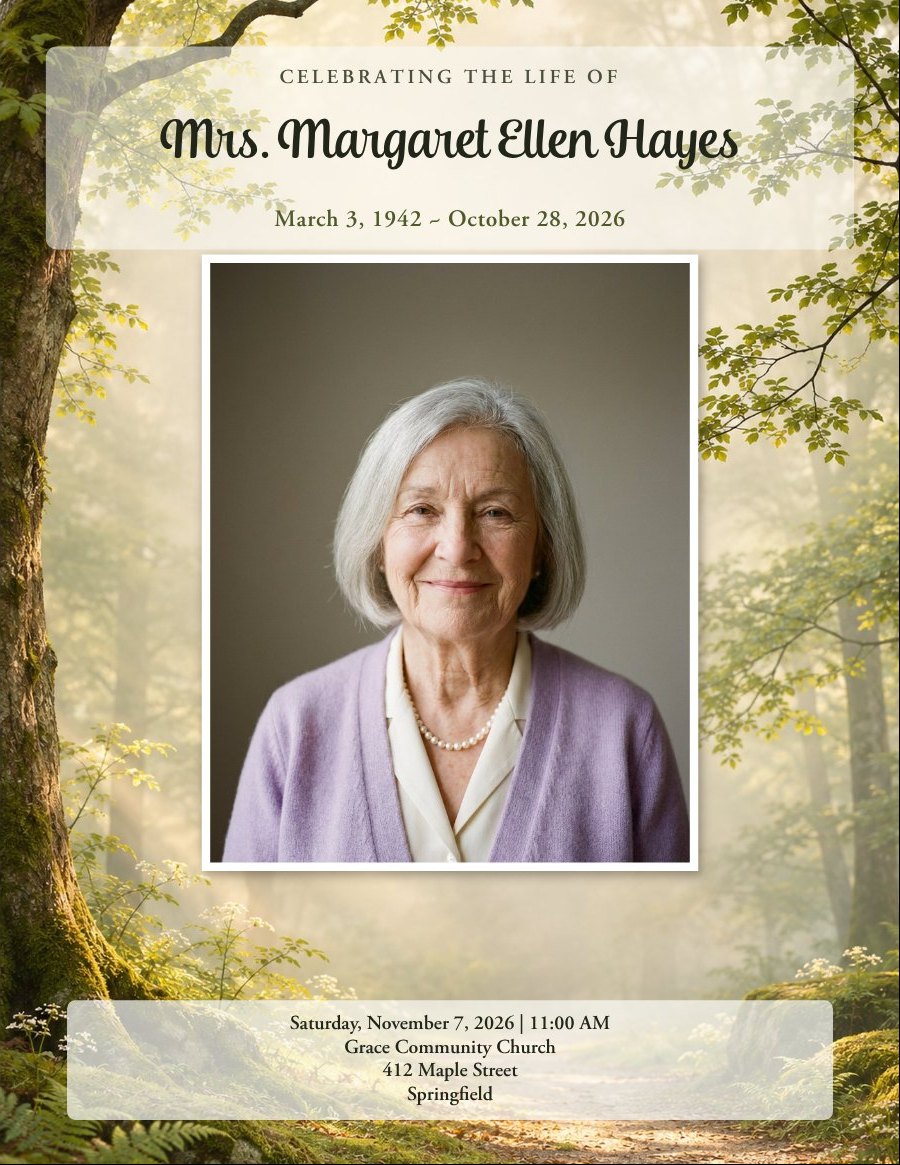 CELEBRATING THE LIFE OF
Mrs. Margaret Ellen Hayes
March 3, 1942 ~ October 28, 2026
Saturday, November 7, 2026 | 11:00 AM
Grace Community Church
412 Maple Street
Springfield